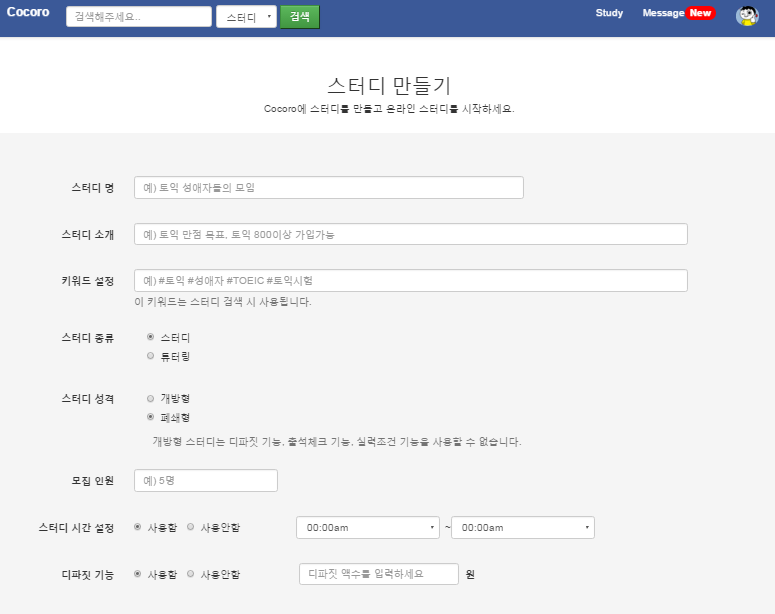 Cocoro 검색해주세요.. 스터디 검색 Study Message New
스터디 만들기
Cocoro에 스터디를 만들고 온라인 스터디를 시작하세요.
스터디 명 예) 토익 성애자들의 모임
스터디 소개 예) 토익 만점 목표, 토익 800이상 가입가능
키워드 설정 예) #토익 #성애자 #TOEIC #토익시험
이 키워드는 스터디 검색 시 사용됩니다.
스터디 종류 스터디
튜터링
스터디 성격 개방형
폐쇄형
개방형 스터디는 디파짓 기능, 출석체크 기능, 실력조건 기능을 사용할 수 없습니다.
모집 인원 예) 5명
스터디 시간 설정 사용함 사용안함 00:00am ~ 00:00am
디파짓 기능 사용함 사용안함 디파짓 액수를 입력하세요 원